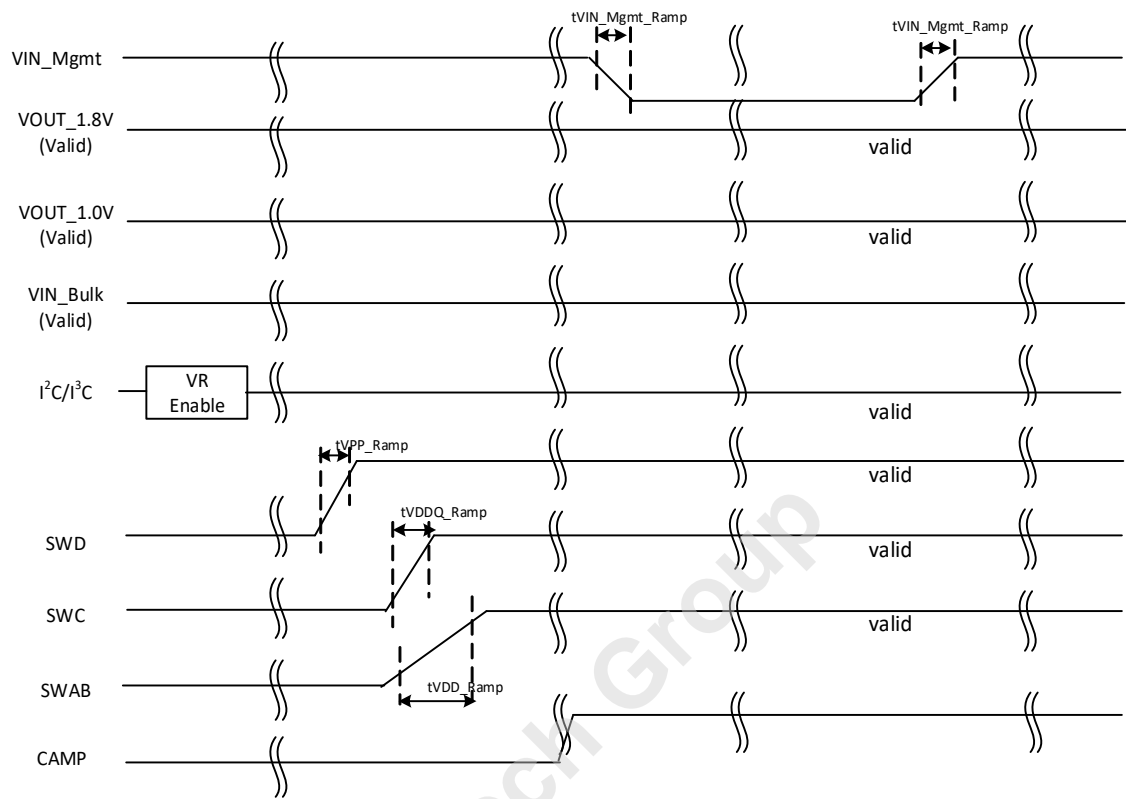 tVIN_Mgmt_Ramp
tVIN_Mgmt_Ramp
VIN_Mgmt
VOUT_1.8V
(Valid)
valid
VOUT_1.0V
(Valid)
valid
VIN_Bulk
(Valid)
I²C/I³C
VR
Enable
valid
tVPP_Ramp
valid
tVDDQ_Ramp
SWD
valid
SWC
valid
SWAB
tVDD_Ramp
CAMP
Group